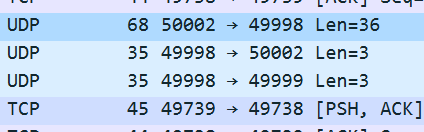 UDP 68 50002 → 49998 Len=36
UDP 35 49998 → 50002 Len=3
UDP 35 49998 → 49999 Len=3
TCP 45 49739 → 49738 [PSH, ACK]